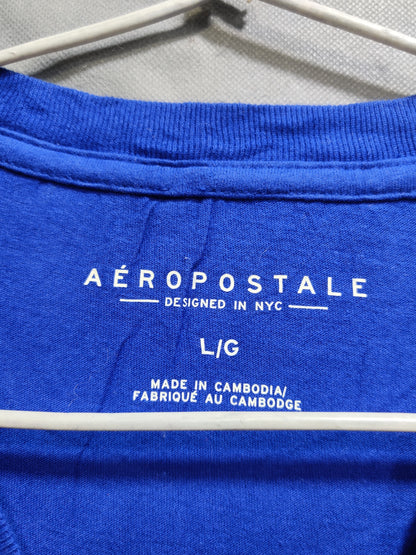 AÉROPOSTALE
DESIGNED IN NYC
L/G
MADE IN CAMBODIA/
FABRIQUÉ AU CAMBODGE